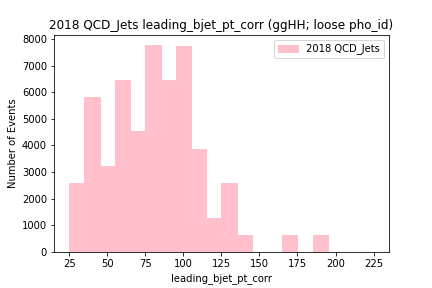 2018 QCD_Jets leading_bjet_pt_corr (ggHH; loose pho_id)
2018 QCD_Jets
8000
7000
6000
5000
4000
3000
2000
1000
0
Number of Events
25 50 75 100 125 150 175 200 225
leading_bjet_pt_corr